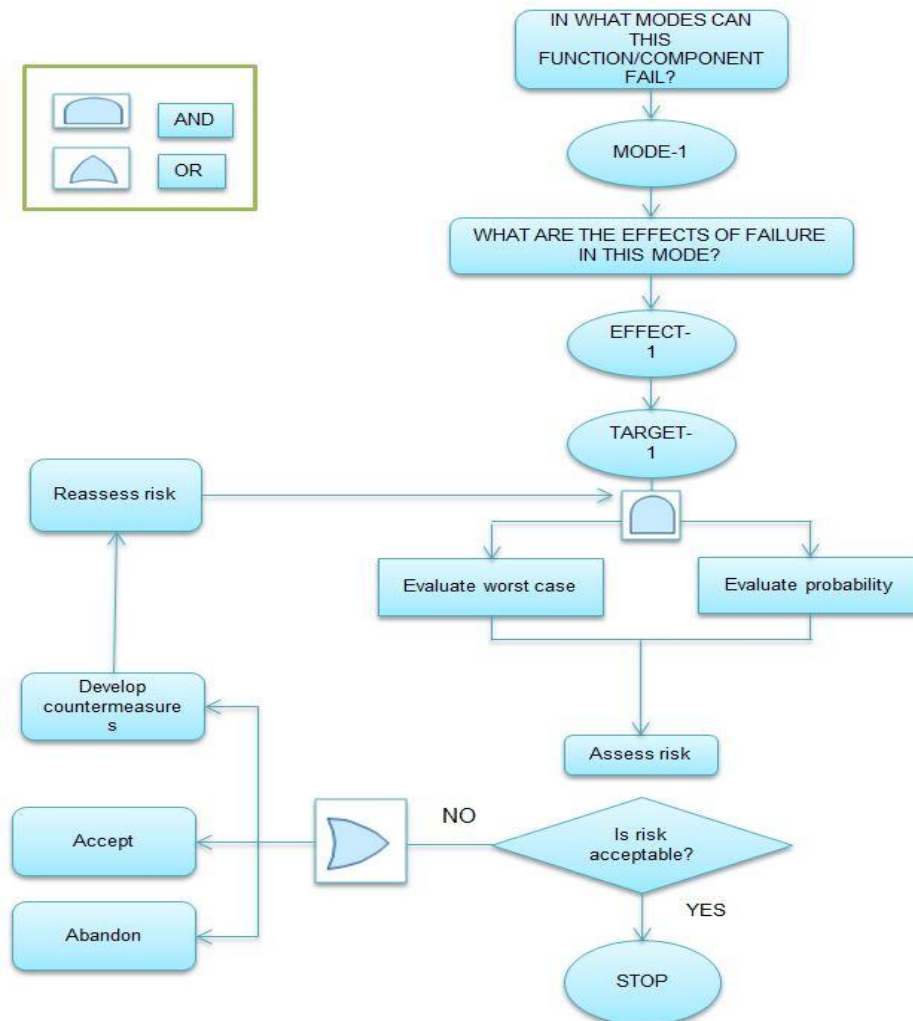 IN WHAT MODES CAN
THIS
FUNCTION/COMPONENT
FAIL?
AND
OR
MODE-1
WHAT ARE THE EFFECTS OF FAILURE
IN THIS MODE?
EFFECT-
1
TARGET-
1
Reassess risk
Evaluate worst case
Evaluate probability
Develop
countermeasure
s
Assess risk
NO
Is risk
acceptable?
Accept
YES
Abandon
STOP